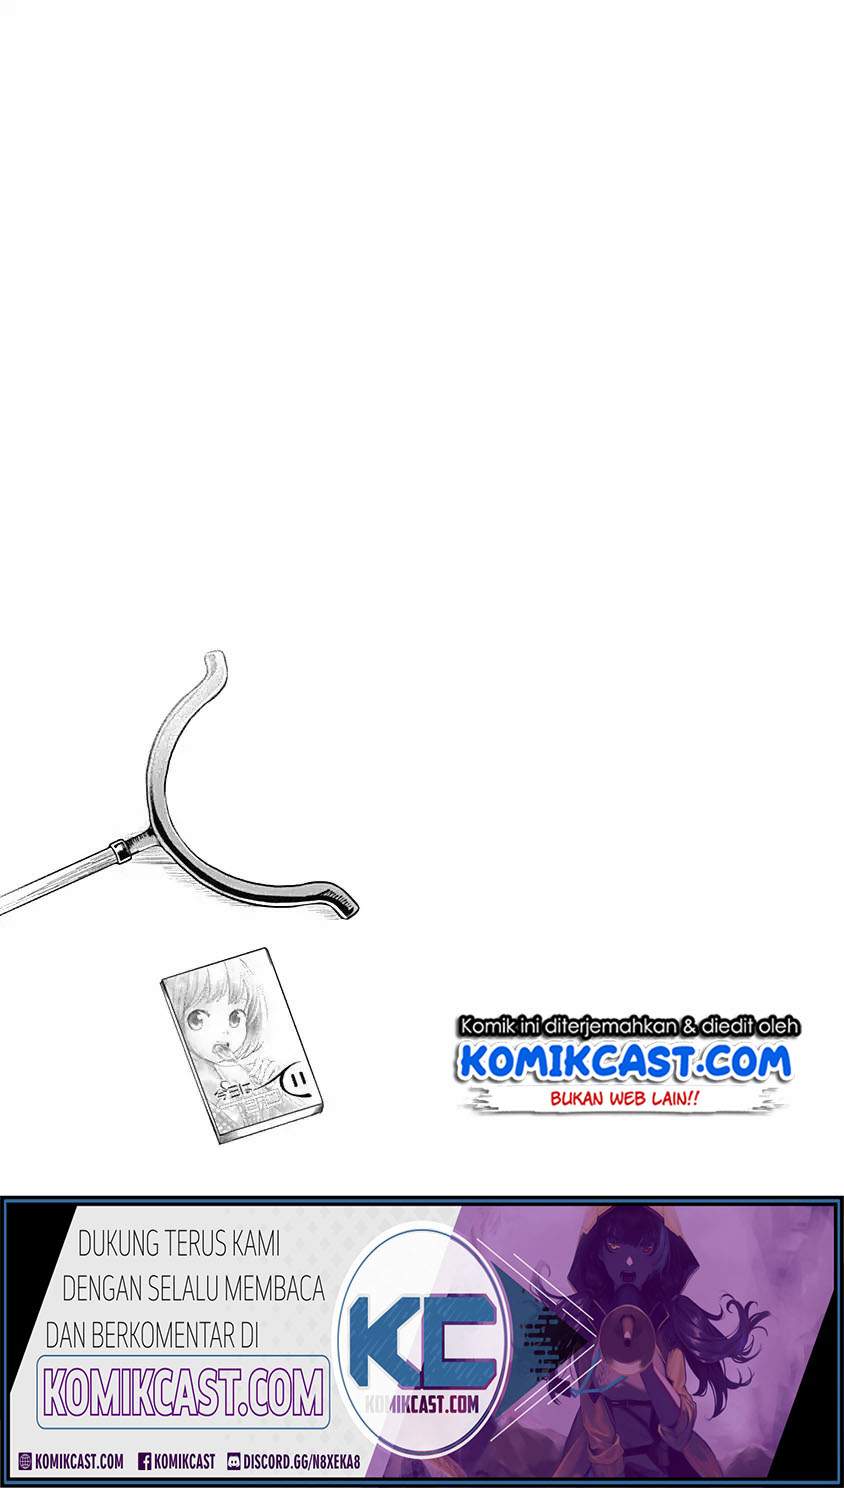 Komik ini diterjemahkan & diedit oleh
KOMIKCAST.COM
BUKAN WEB LAIN!!
DUKUNG TERUS KAMI
DENGAN SELALU MEMBACA
DAN BERKOMENTAR DI
KOMIKCAST.COM
KC
KOMIKCAST.COM
KOMIKCAST.COM KOMIKCAST DISCORD.GG/N8XEKA8